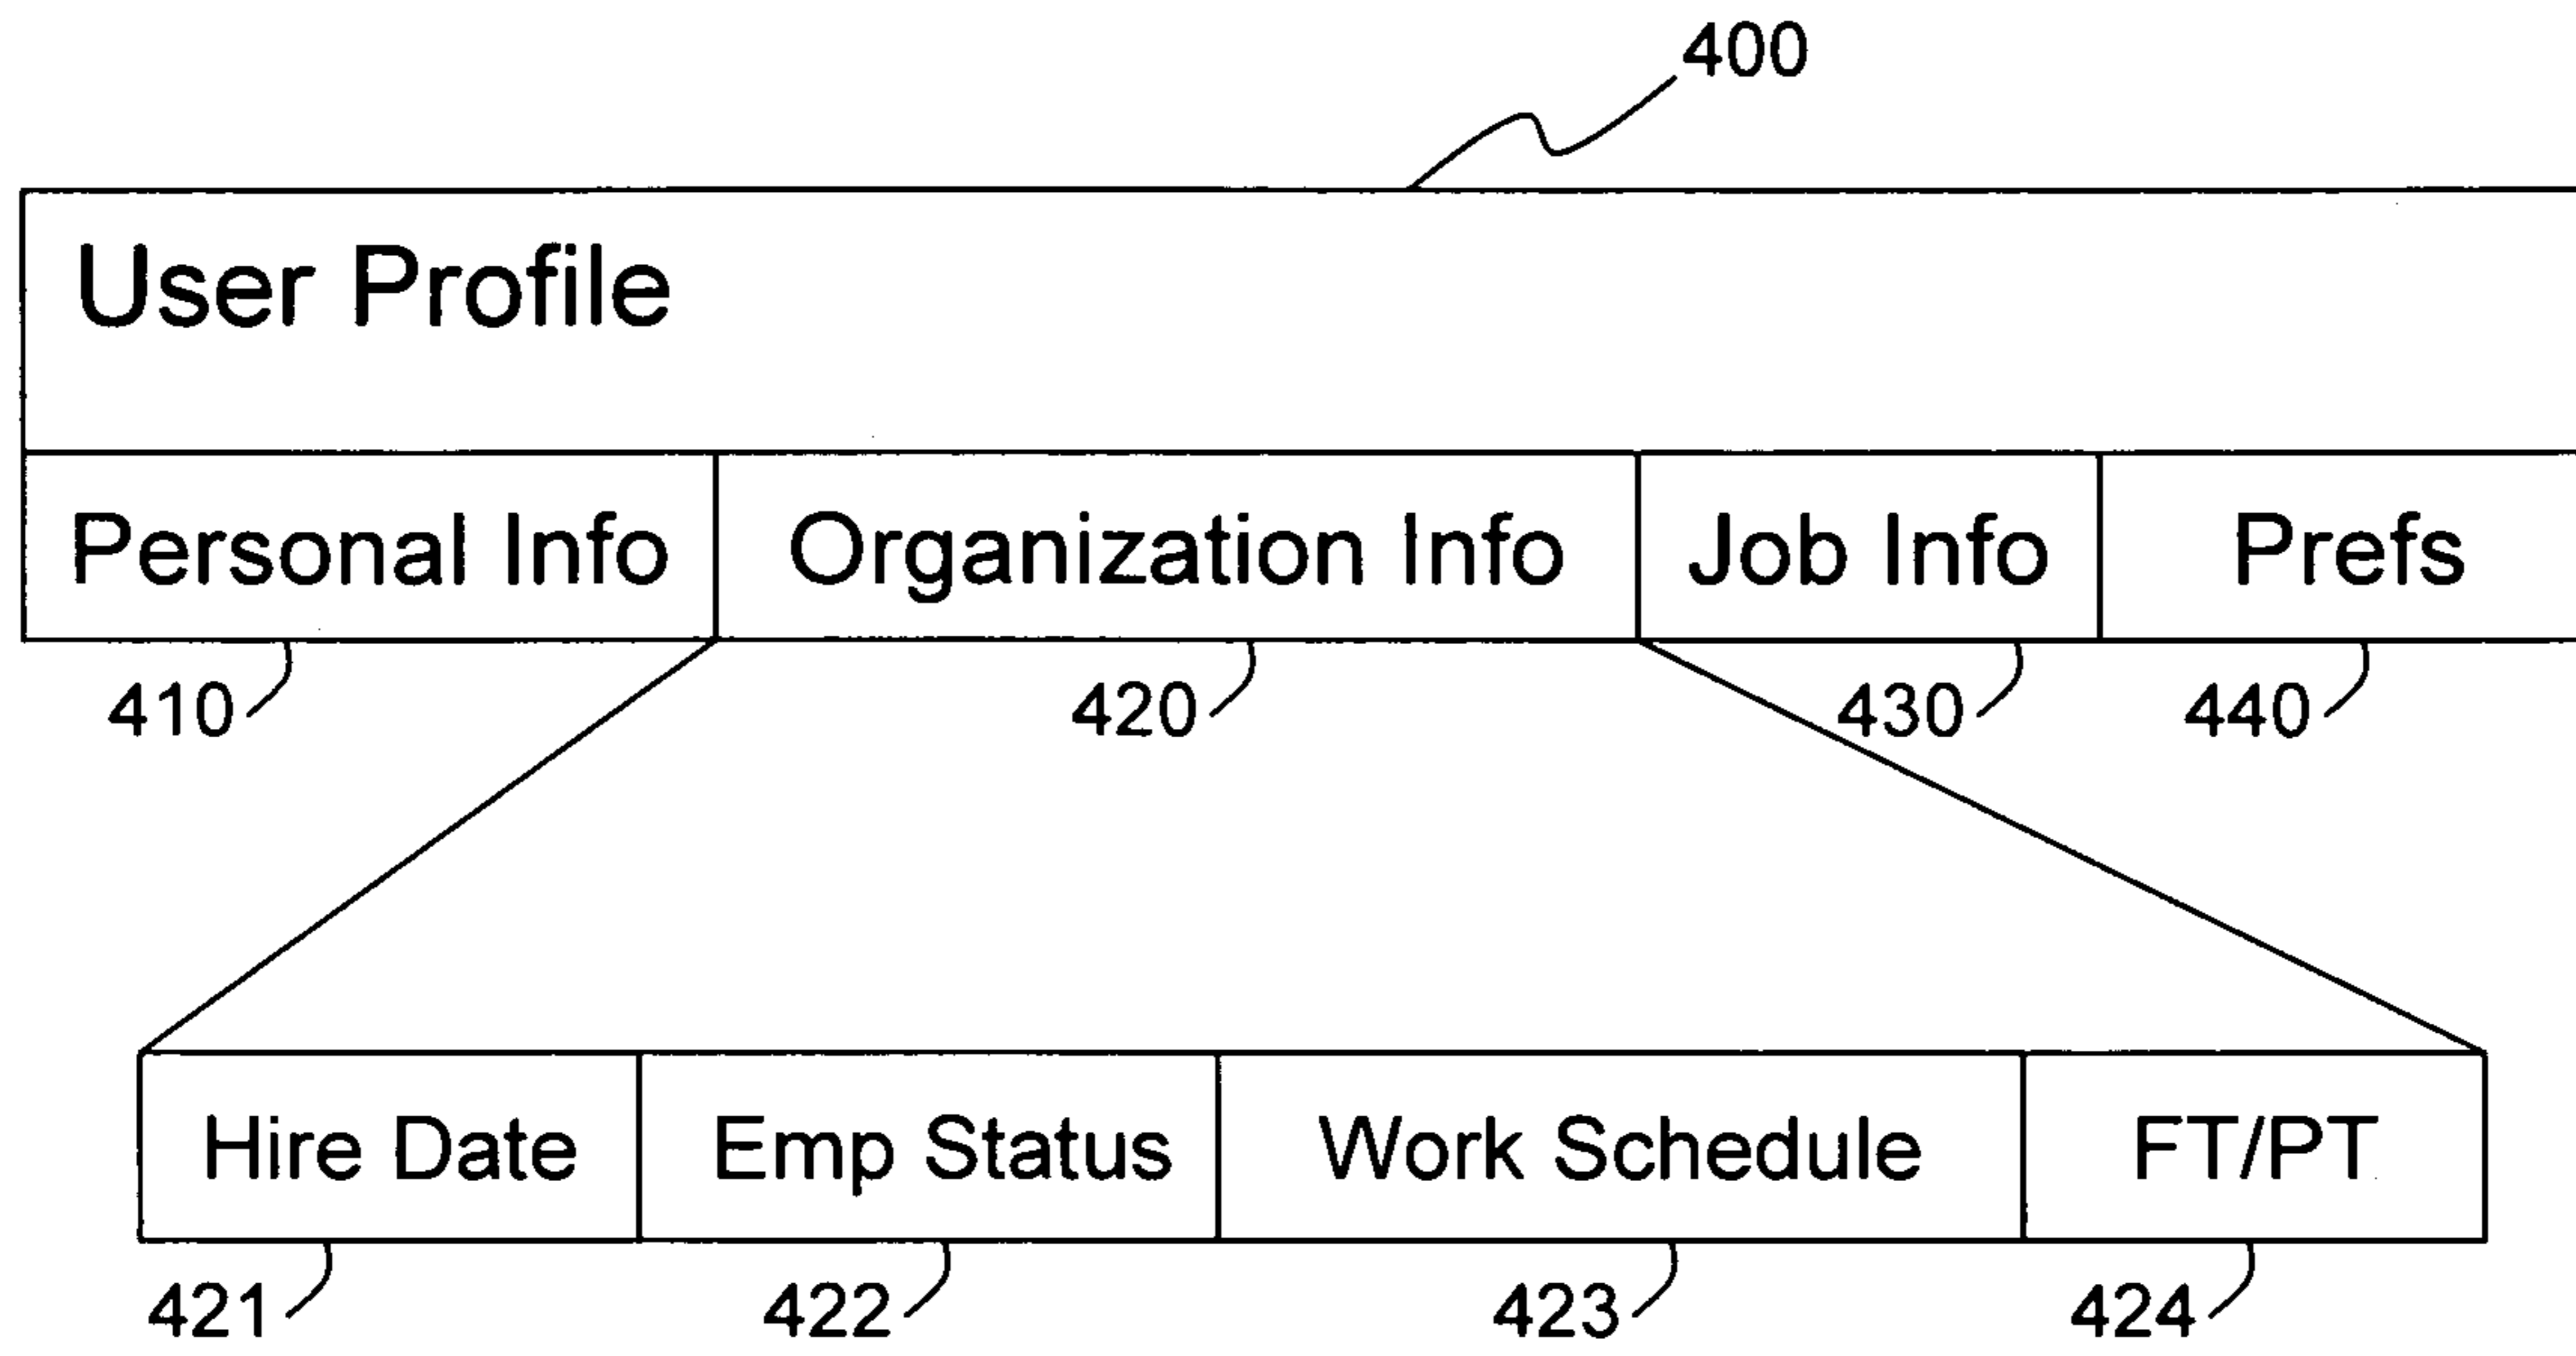 400
User Profile
Personal Info Organization Info Job Info Prefs
410 420 430 440
Hire Date Emp Status Work Schedule FT/PT
421 422 423 424